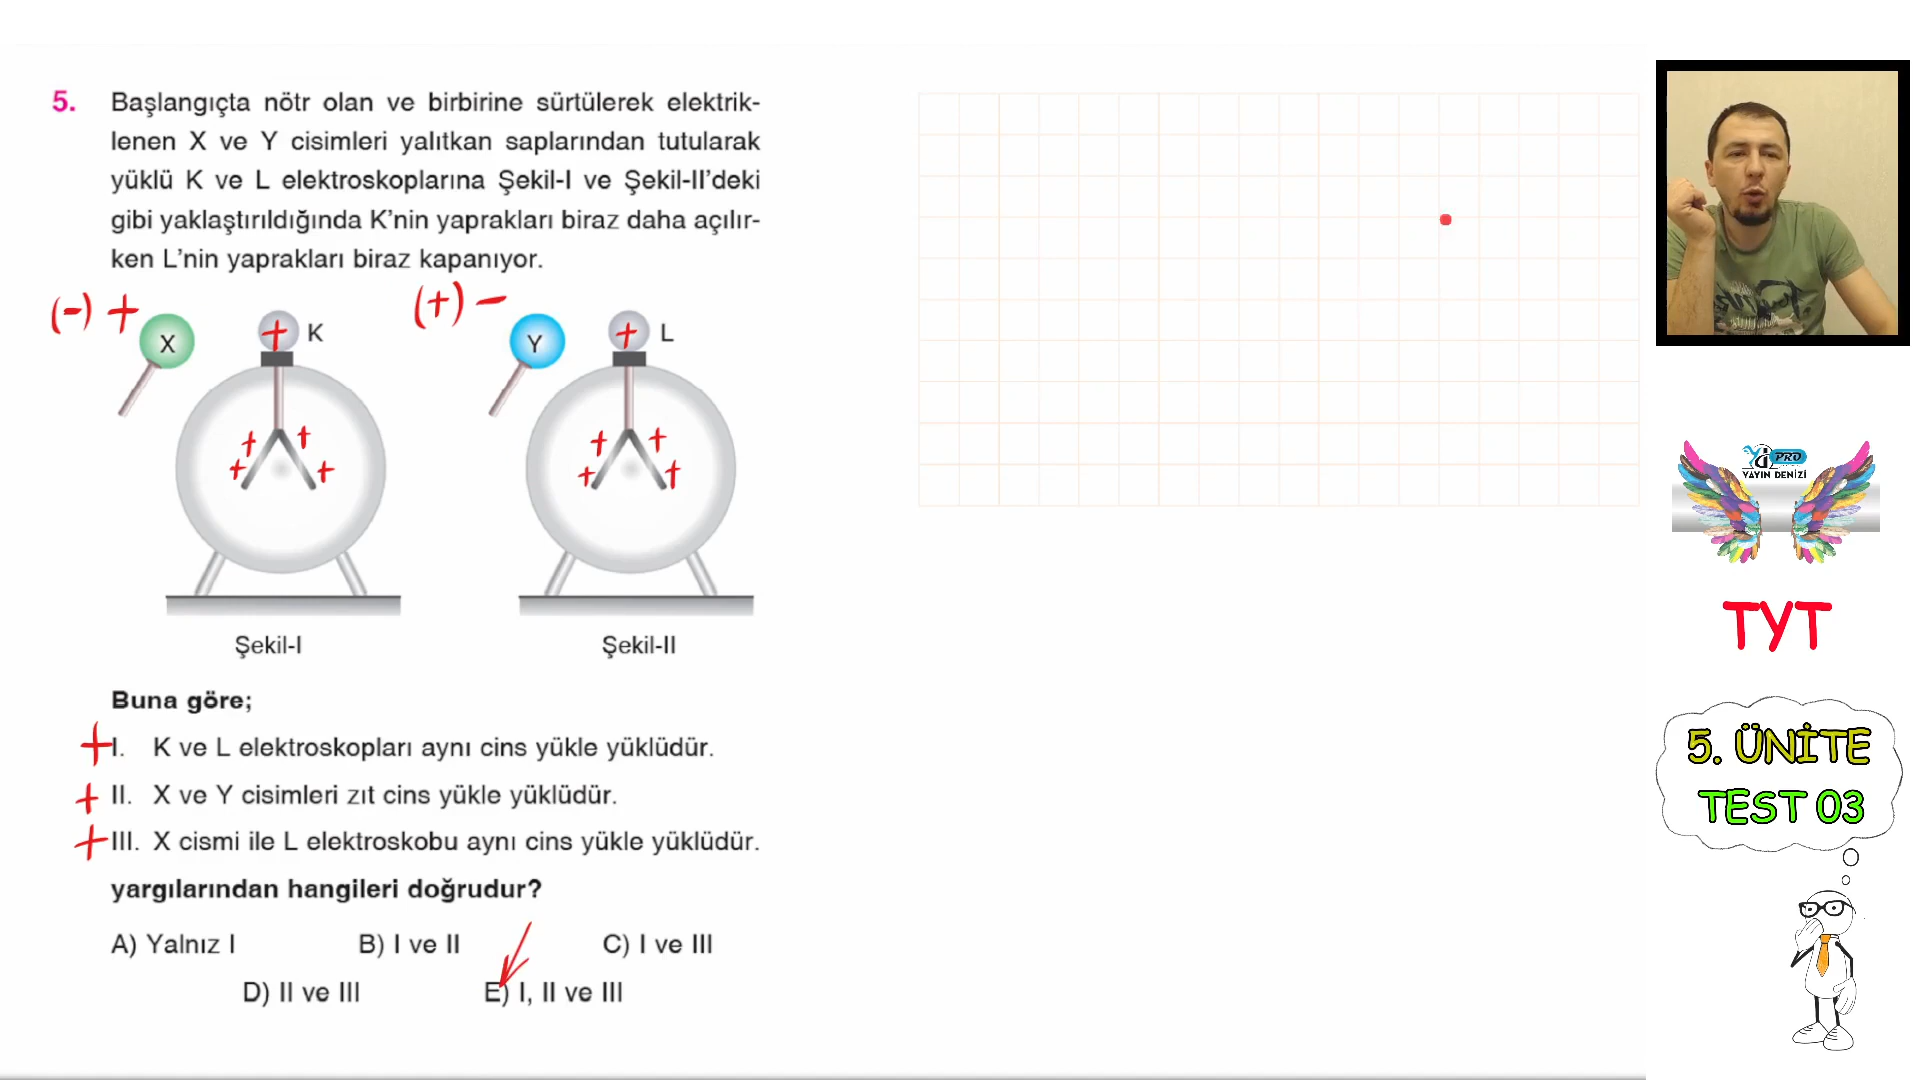 5. Başlangıçta nötr olan ve birbirine sürtülerek elektrik-
lenen X ve Y cisimleri yalıtkan saplarından tutularak
yüklü K ve L elektroskoplarına Şekil-I ve Şekil-II'deki
gibi yaklaştırıldığında K'nin yaprakları biraz daha açılır-
ken L'nin yaprakları biraz kapanıyor.
(-) + (+) -
X + K Y + L
+ + + +
+ + + +
Şekil-I Şekil-II
Buna göre;
+ I. K ve L elektroskopları aynı cins yükle yüklüdür.
+ II. X ve Y cisimleri zıt cins yükle yüklüdür.
+ III. X cismi ile L elektroskobu aynı cins yükle yüklüdür.
yargılarından hangileri doğrudur?
A) Yalnız I B) I ve II C) I ve III
D) II ve III E) I, II ve III
PRO
YAYIN DENİZİ
TYT
5. ÜNİTE
TEST 03